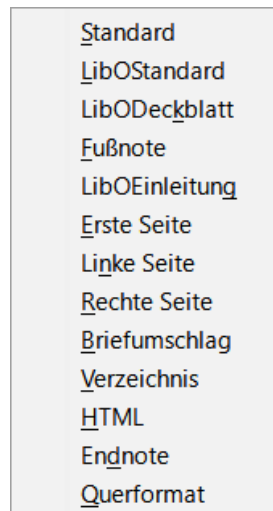 Standard
LibOStandard
LibODeckblatt
Fußnote
LibOEinleitung
Erste Seite
Linke Seite
Rechte Seite
Briefumschlag
Verzeichnis
HTML
Endnote
Querformat